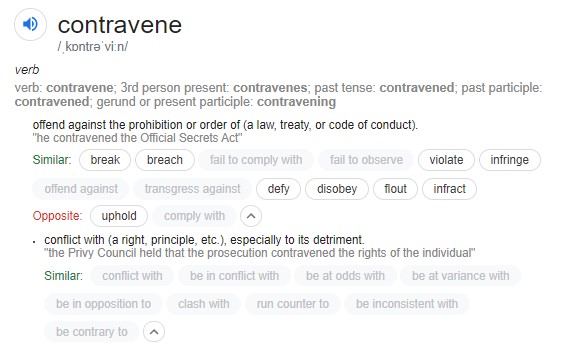 contravene
/ˌkɒntrəˈviːn/
verb
verb: contravene; 3rd person present: contravenes; past tense: contravened; past participle:
contravened; gerund or present participle: contravening
offend against the prohibition or order of (a law, treaty, or code of conduct).
"he contravened the Official Secrets Act"
Similar: break breach fail to comply with fail to observe violate infringe
offend against transgress against defy disobey flout infract
Opposite: uphold comply with
• conflict with (a right, principle, etc.), especially to its detriment.
"the Privy Council held that the prosecution contravened the rights of the individual"
Similar: conflict with be in conflict with be at odds with be at variance with
be in opposition to clash with run counter to be inconsistent with
be contrary to